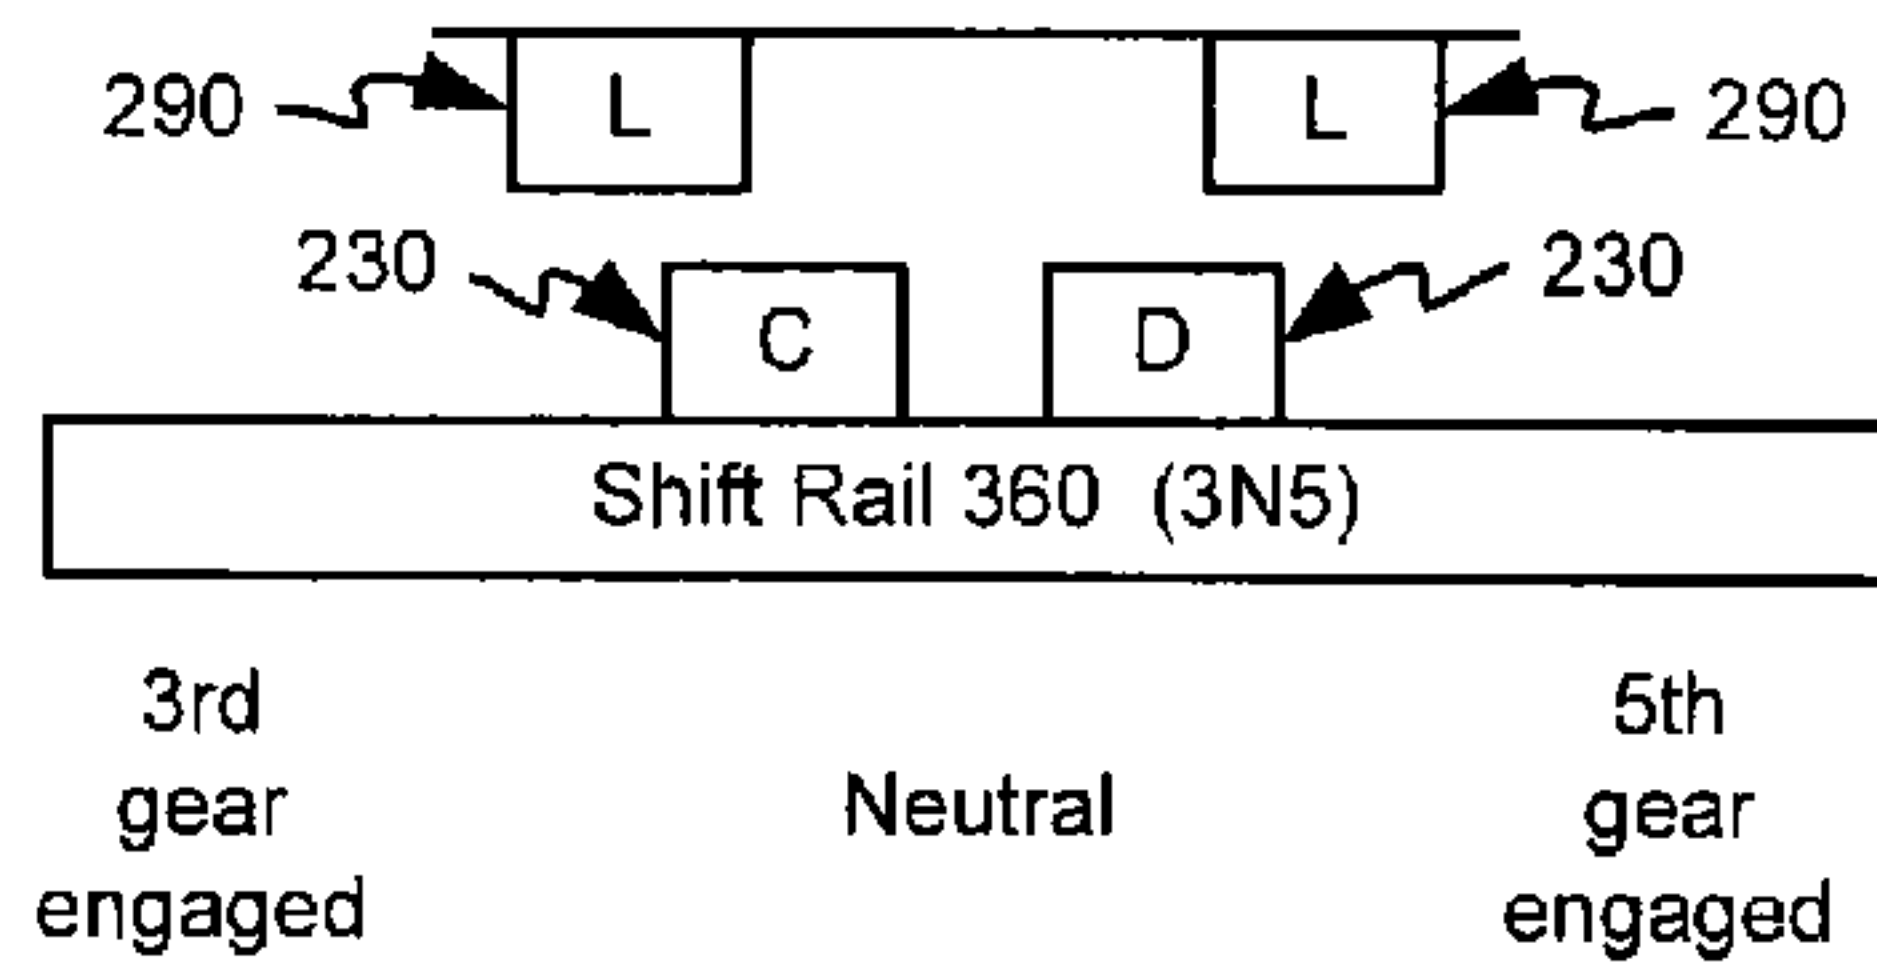 290 L L 290
230 C D 230
Shift Rail 360 (3N5)
3rd
gear
engaged
Neutral
5th
gear
engaged